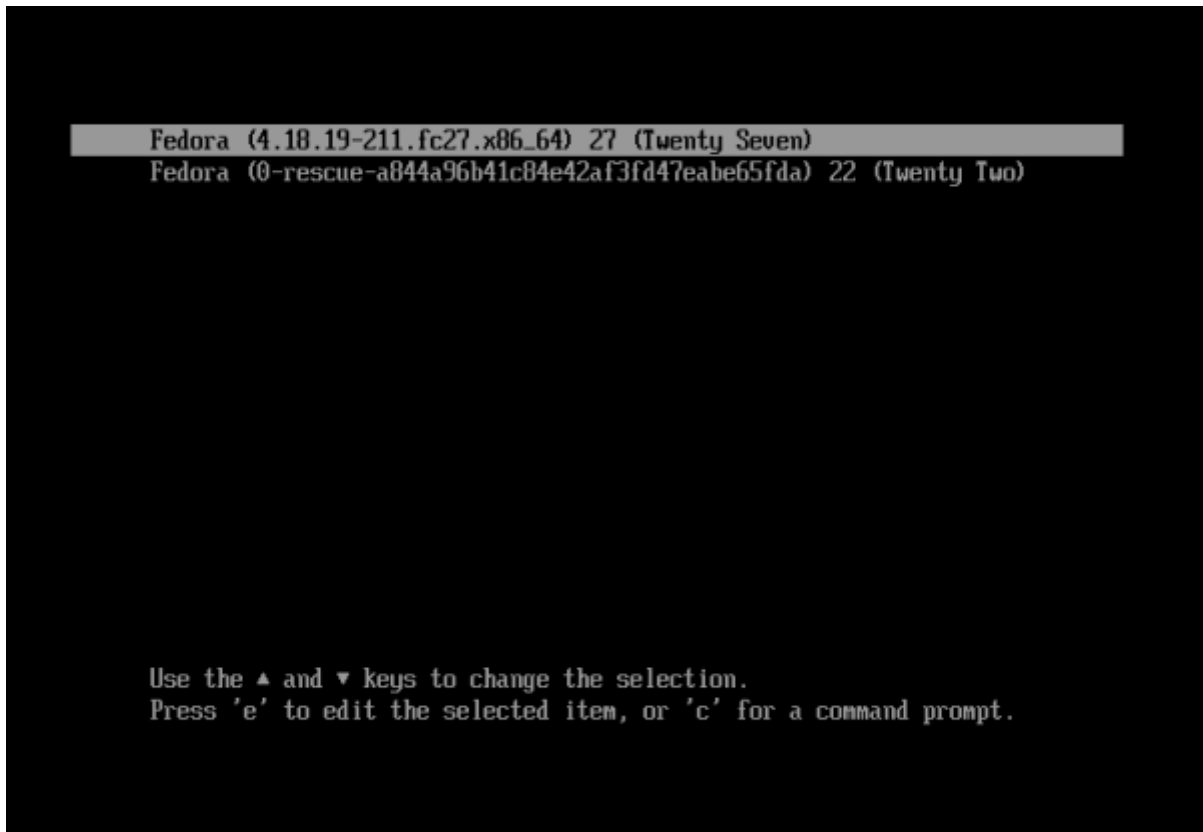 Fedora (4.18.19-211.fc27.x86_64) 27 (Twenty Seven)
Fedora (0-rescue-a844a96b41c84e42af3fd47eabe65fda) 22 (Twenty Two)
Use the ▲ and ▼ keys to change the selection.
Press 'e' to edit the selected item, or 'c' for a command prompt.